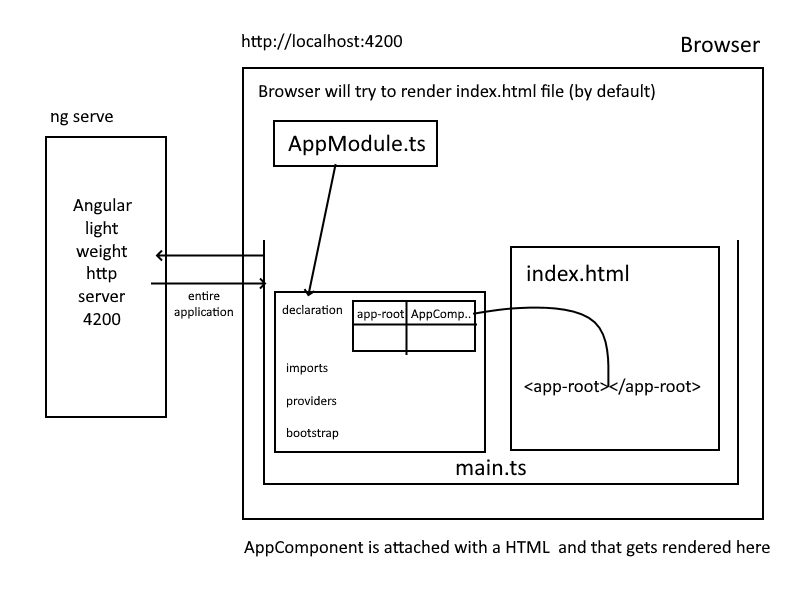 http://localhost:4200
Browser
Browser will try to render index.html file (by default)
ng serve
AppModule.ts
Angular
light
weight
http
server
4200
entire
application
declaration
app-root
AppComp..
imports
providers
bootstrap
index.html
<app-root></app-root>
main.ts
AppComponent is attached with a HTML and that gets rendered here